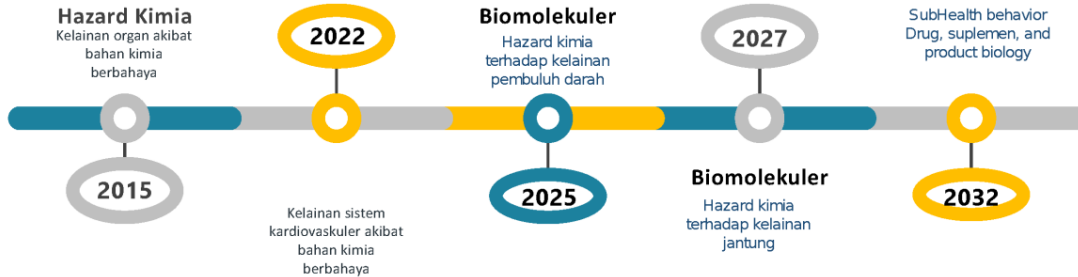 Hazard Kimia
Kelainan organ akibat
bahan kimia
berbahaya
2015
2022
Kelainan sistem
kardiovaskuler akibat
bahan kimia
berbahaya
Biomolekuler
Hazard kimia
terhadap kelainan
pembuluh darah
2025
2027
Biomolekuler
Hazard kimia
terhadap kelainan
jantung
SubHealth behavior
Drug, suplemen, and
product biology
2032